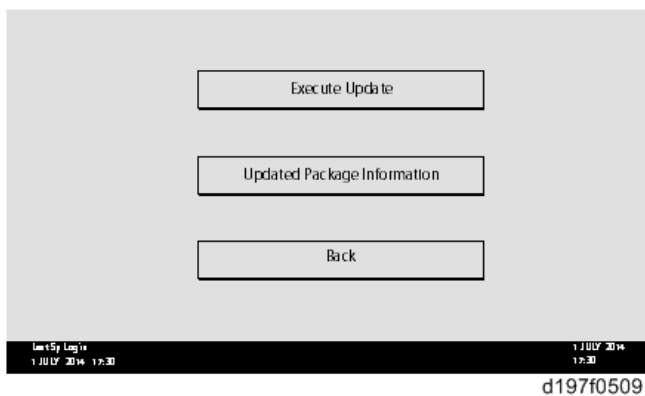 Execute Update
Updated Package Information
Back
Last Sp Login
1 JULY 2014 17:30
1 JULY 2014
17:30
d197f0509